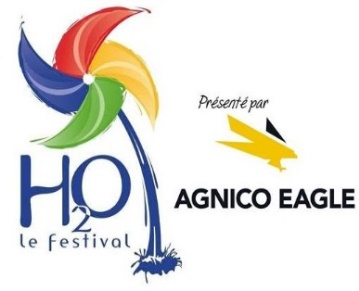 H2O
le festival
Présenté par
AGNICO EAGLE